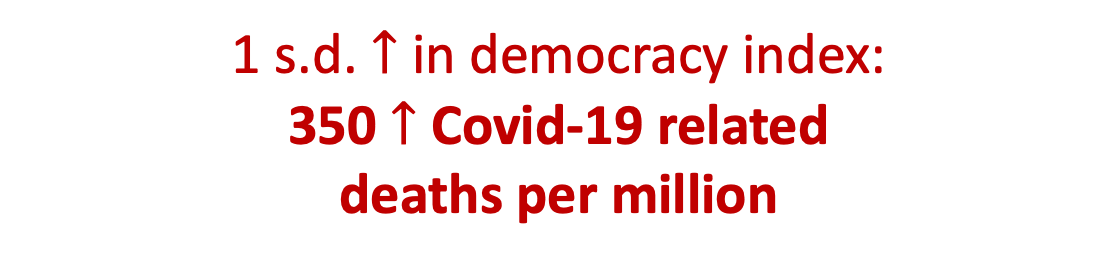 1 s.d. ↑ in democracy index:
350 ↑ Covid-19 related
deaths per million